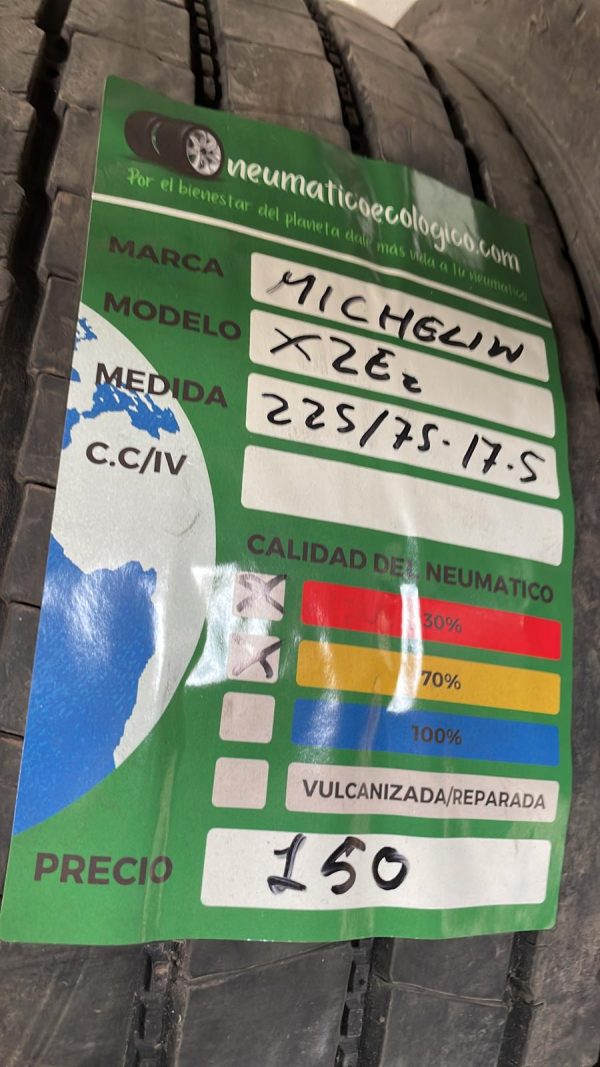 neumaticoecologico.com
Por el bienestar del planeta dale más vida a tu neumatico
MARCA MICHELIN
MODELO XZE2
MEDIDA 225/75-17.5
C.C/IV
CALIDAD DEL NEUMATICO
X 30%
X 70%
100%
VULCANIZADA/REPARADA
PRECIO 150